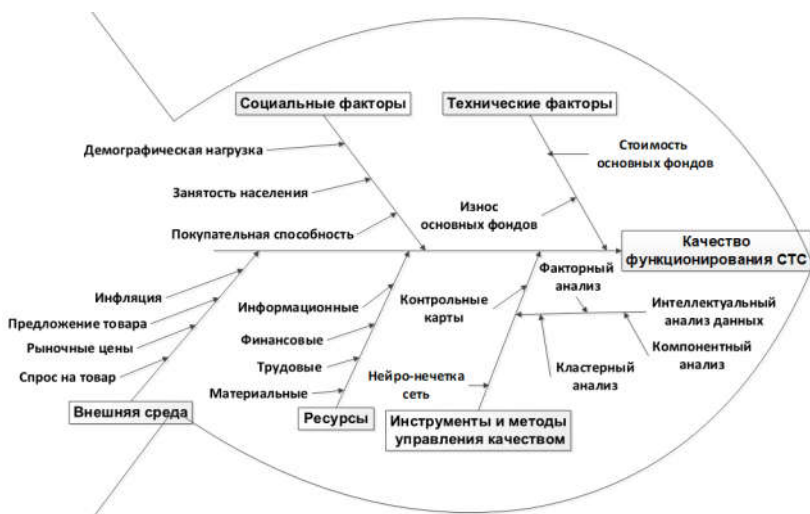 Социальные факторы
Технические факторы
Демографическая нагрузка
Занятость населения
Покупательная способность
Стоимость
основных фондов
Износ
основных фондов
Качество
функционирования СТС
Инфляция
Предложение товара
Рыночные цены
Спрос на товар
Внешняя среда
Информационные
Финансовые
Трудовые
Материальные
Ресурсы
Контрольные
карты
Нейро-нечетка
сеть
Инструменты и методы
управления качеством
Факторный
анализ
Кластерный
анализ
Интеллектуальный
анализ данных
Компонентный
анализ